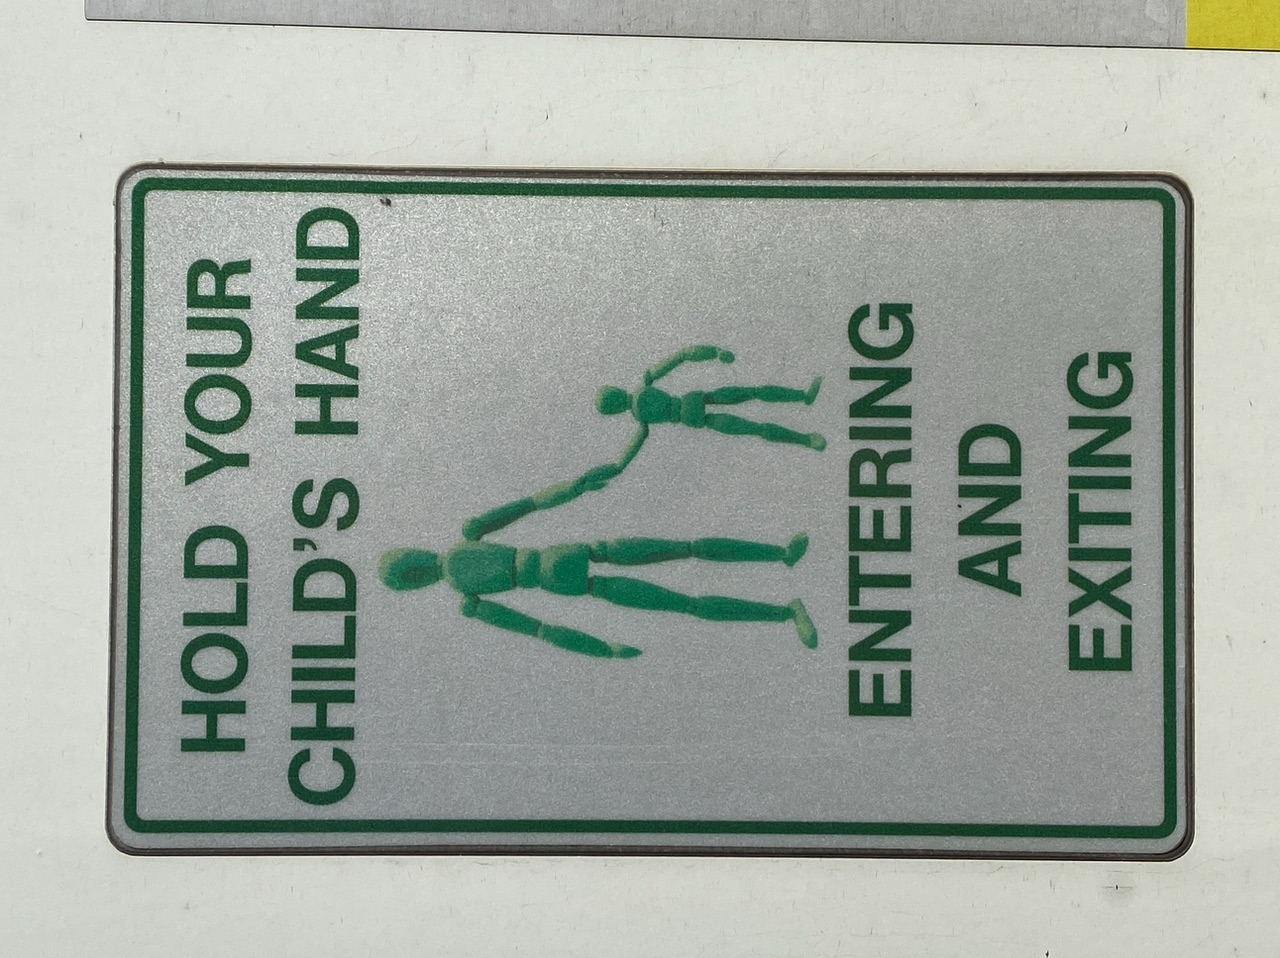 HOLD YOUR
CHILD'S HAND
ENTERING
AND
EXITING